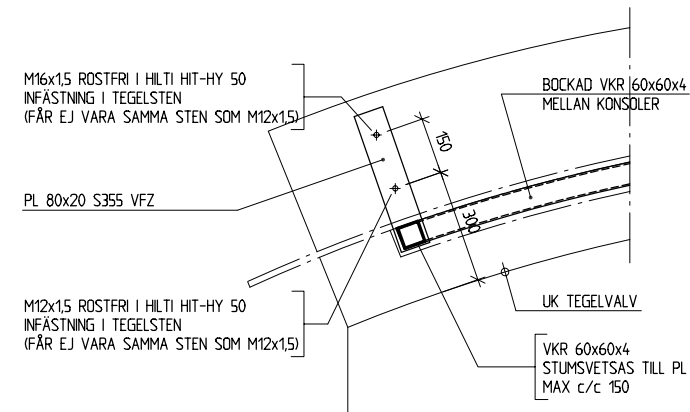 M16x1,5 ROSTFRI I HILTI HIT-HY 50
INFÄSTNING I TEGELSTEN
(FÅR EJ VARA SAMMA STEN SOM M12x1,5)
BOCKAD VKR 60x60x4
MELLAN KONSOLER
150
PL 80x20 S355 VFZ
300
M12x1,5 ROSTFRI I HILTI HIT-HY 50
INFÄSTNING I TEGELSTEN
(FÅR EJ VARA SAMMA STEN SOM M12x1,5)
UK TEGELVALV
VKR 60x60x4
STUMSVETSAS TILL PL
MAX c/c 150